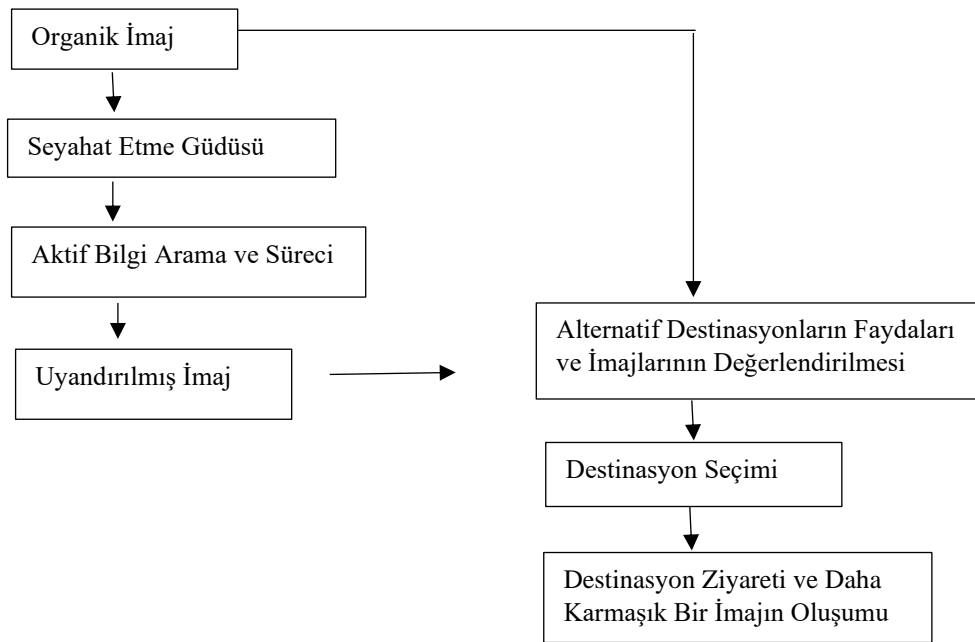 Organik İmaj
Seyahat Etme Güdüsü
Aktif Bilgi Arama ve Süreci
Uyandırılmış İmaj
Alternatif Destinasyonların Faydaları
ve İmajlarının Değerlendirilmesi
Destinasyon Seçimi
Destinasyon Ziyareti ve Daha
Karmaşık Bir İmajın Oluşumu